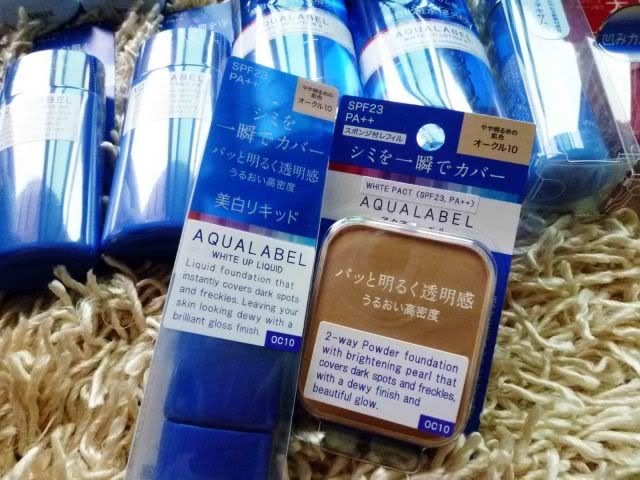 AQUALABEL
SPF23
PA++
やや明るめの
肌色
オークル10
シミを
一瞬でカバー
パッと明るく透明感
うるおい高密度
美白リキッド
AQUALABEL
WHITE UP LIQUID
Liquid foundation that
instantly covers dark spots
and freckles. Leaving your
skin looking dewy with a
brilliant gloss finish.
OC10
SPF23
PA++
スポンジ付レフィル
やや明るめの
肌色
オークル10
シミを一瞬でカバー
WHITE PACT (SPF23, PA++)
AQUALABEL
パッと明るく透明感
うるおい高密度
2-way Powder foundation
with brightening pearl that
covers dark spots and freckles,
with a dewy finish and
beautiful glow.
OC10